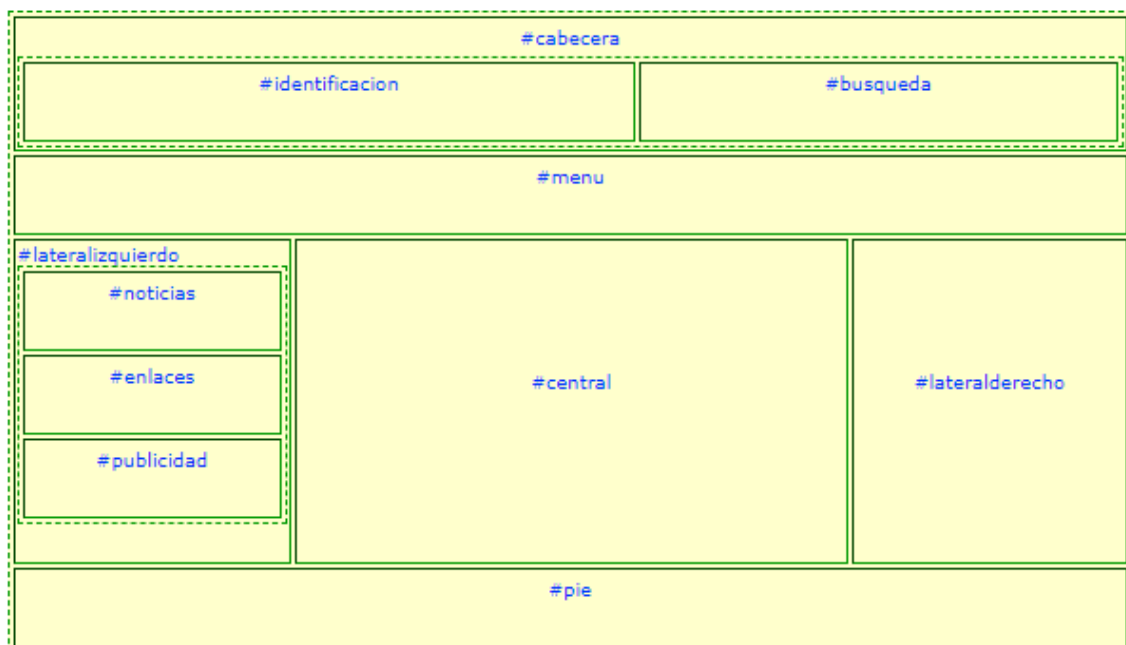 #cabecera
#identificacion
#busqueda
#menu
#lateralizquierdo
#noticias
#enlaces
#publicidad
#central
#lateralderecho
#pie